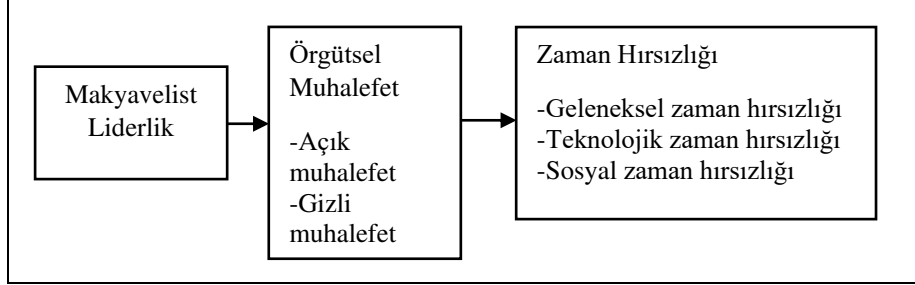 Makyavelist
Liderlik
Örgütsel
Muhalefet
-Açık
muhalefet
-Gizli
muhalefet
Zaman Hırsızlığı
-Geleneksel zaman hırsızlığı
-Teknolojik zaman hırsızlığı
-Sosyal zaman hırsızlığı